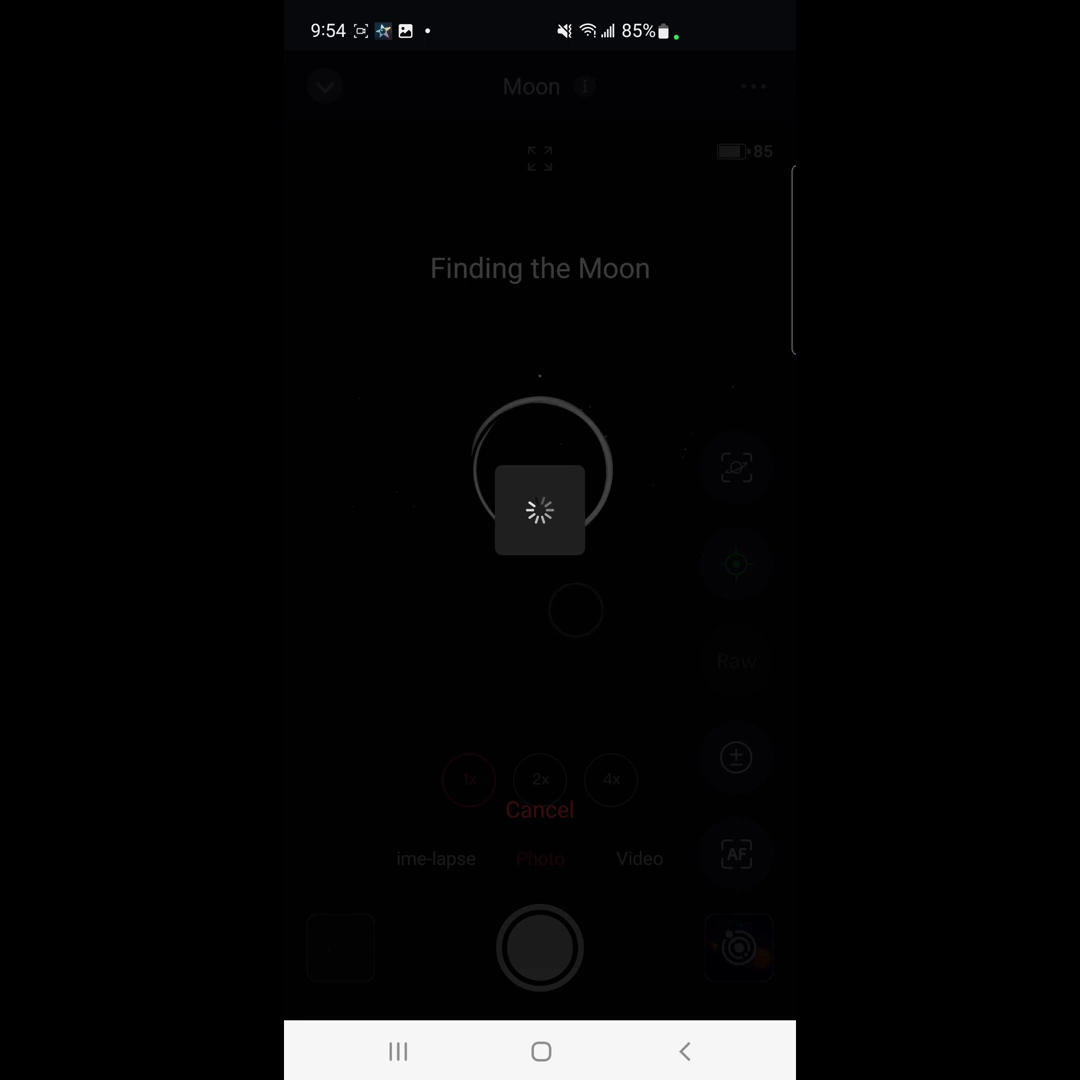 9:54 85%
Moon
85
Finding the Moon
Raw
1x 2x 4x
Cancel
ime-lapse Photo Video
AF